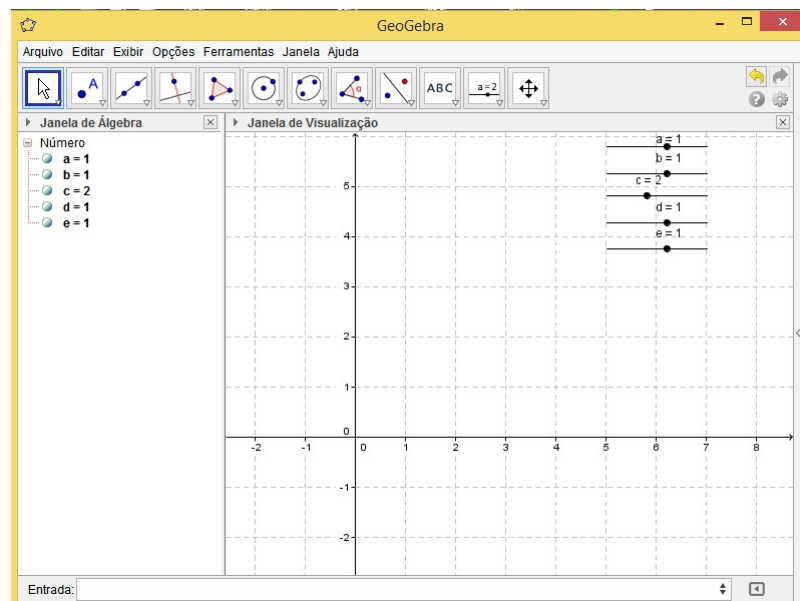 GeoGebra
Arquivo Editar Exibir Opções Ferramentas Janela Ajuda
A α ABC a=2
Janela de Álgebra
Janela de Visualização
Número
a = 1
b = 1
c = 2
d = 1
e = 1
a = 1
b = 1
c = 2
d = 1
e = 1
5
4
3
2
1
0
-2 -1 0 1 2 3 4 5 6 7 8
-1
-2
Entrada: